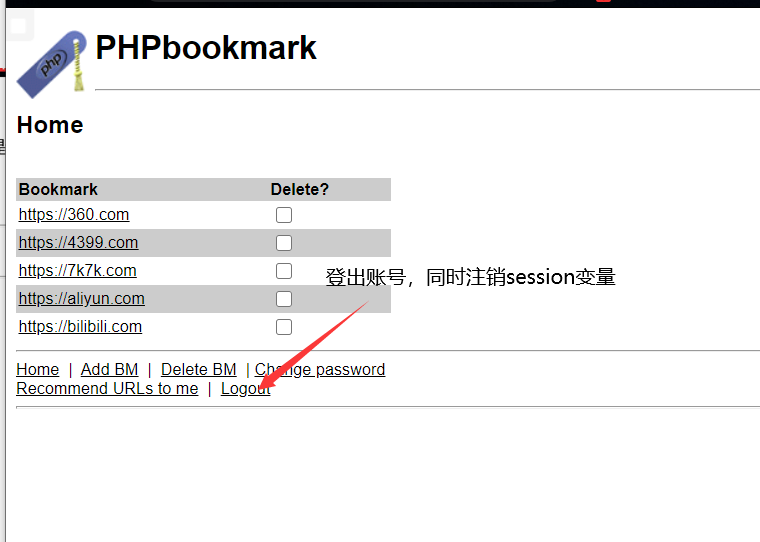 php
PHPbookmark
Home
Bookmark Delete?
https://360.com
https://4399.com
https://7k7k.com
登出账号，同时注销session变量
https://aliyun.com
https://bilibili.com
Home | Add BM | Delete BM | Change password
Recommend URLs to me | Logout